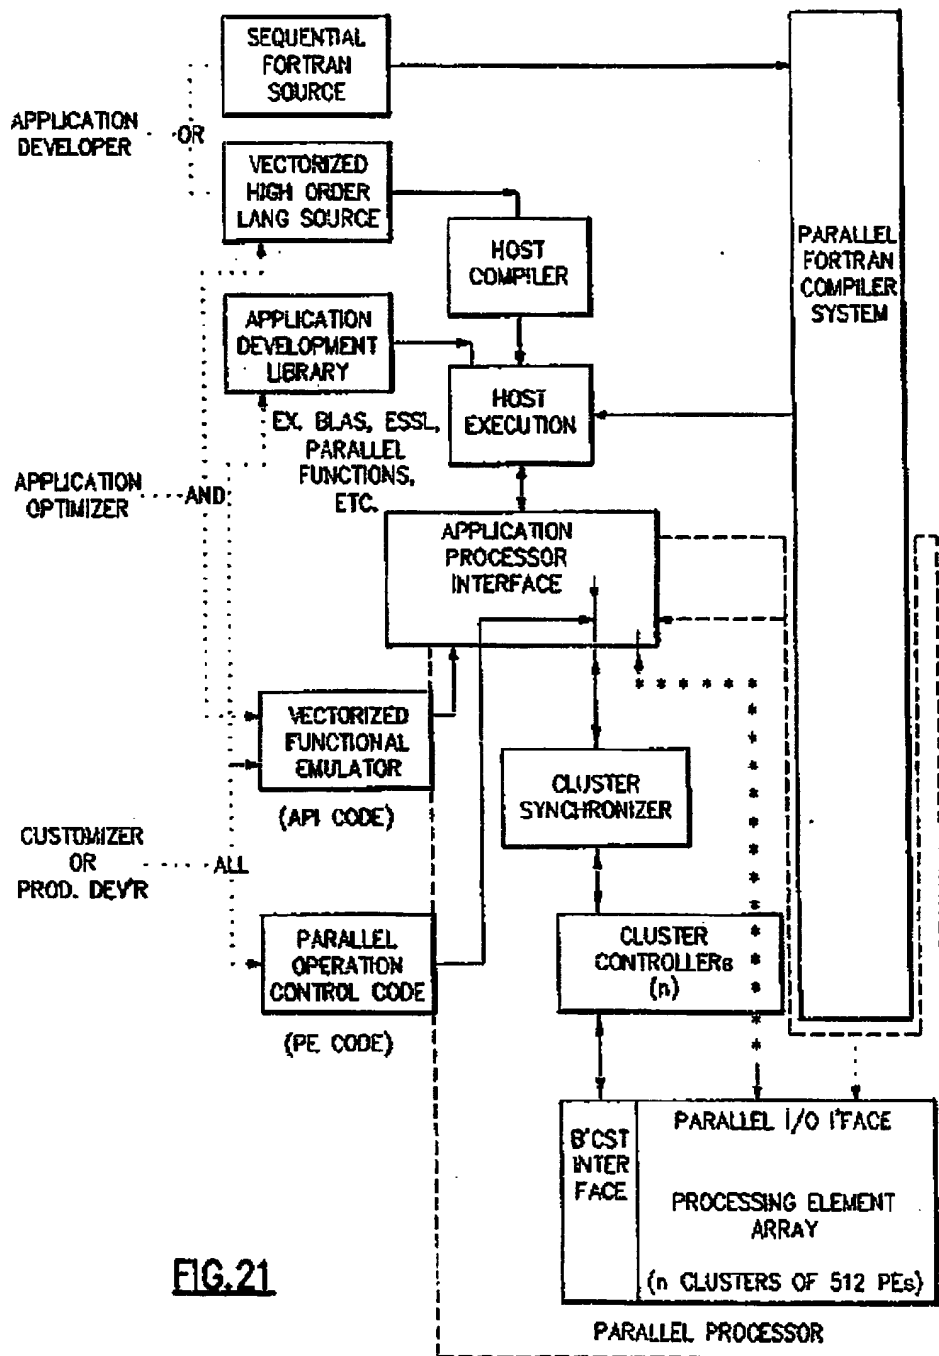 SEQUENTIAL
FORTRAN
SOURCE
APPLICATION
DEVELOPER
OR
VECTORIZED
HIGH ORDER
LANG SOURCE
HOST
COMPILER
PARALLEL
FORTRAN
COMPILER
SYSTEM
APPLICATION
DEVELOPMENT
LIBRARY
HOST
EXECUTION
EX. BLAS, ESSL,
PARALLEL
FUNCTIONS,
ETC.
APPLICATION
OPTIMIZER
AND
APPLICATION
PROCESSOR
INTERFACE
VECTORIZED
FUNCTIONAL
EMULATOR
(API CODE)
CLUSTER
SYNCHRONIZER
CUSTOMIZER
OR
PROD. DEV'R
ALL
PARALLEL
OPERATION
CONTROL CODE
(PE CODE)
CLUSTER
CONTROLLERs
(n)
B'CST
INTER
FACE
PARALLEL I/O I'FACE
PROCESSING ELEMENT
ARRAY
(n CLUSTERS OF 512 PEs)
PARALLEL PROCESSOR
FIG.21